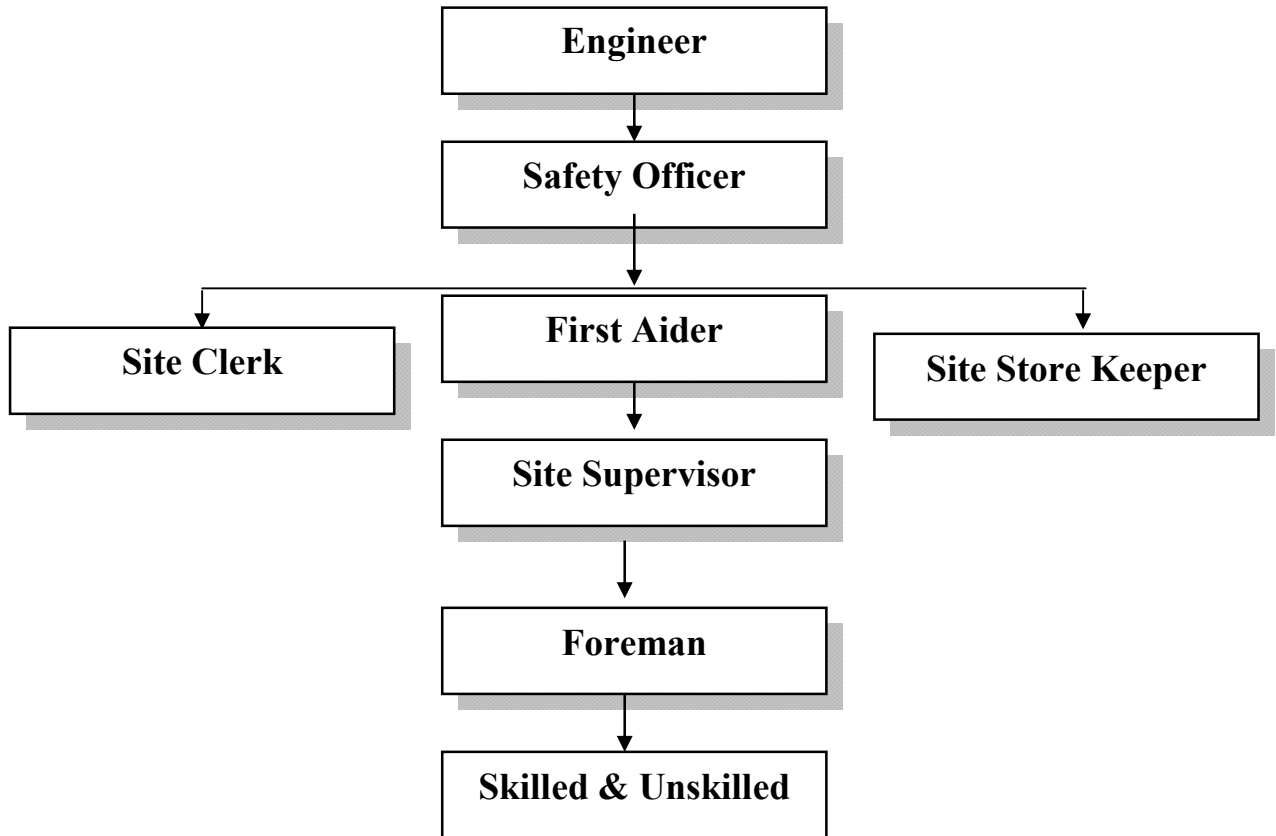 Engineer
Safety Officer
First Aider
Site Clerk
Site Store Keeper
Site Supervisor
Foreman
Skilled & Unskilled